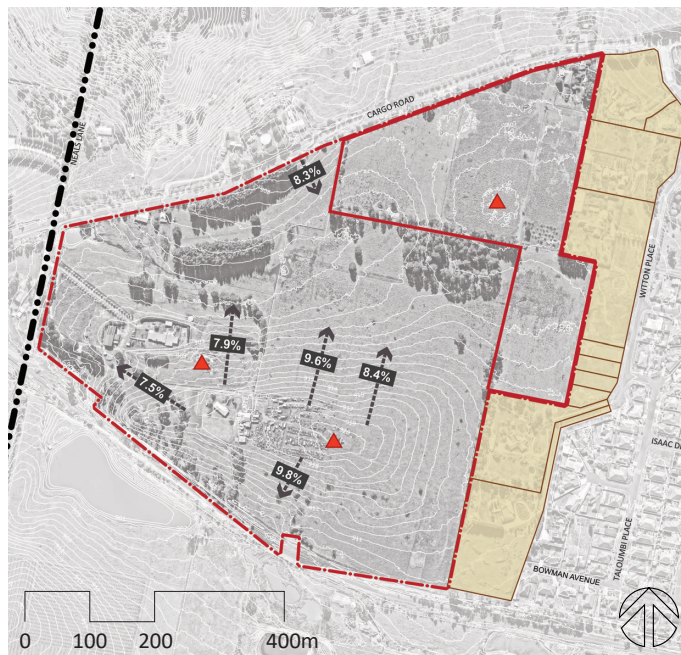 CARGO ROAD
NEALS LANE
8.3%
WITTON PLACE
7.9%
9.6%
8.4%
7.5%
9.8%
ISAAC D
TALOUMBI PLACE
BOWMAN AVENUE
0 100 200 400m